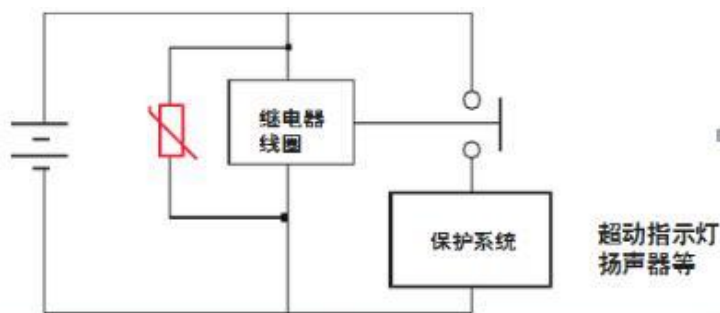 继电器
线圈
保护系统
超动指示灯
扬声器等